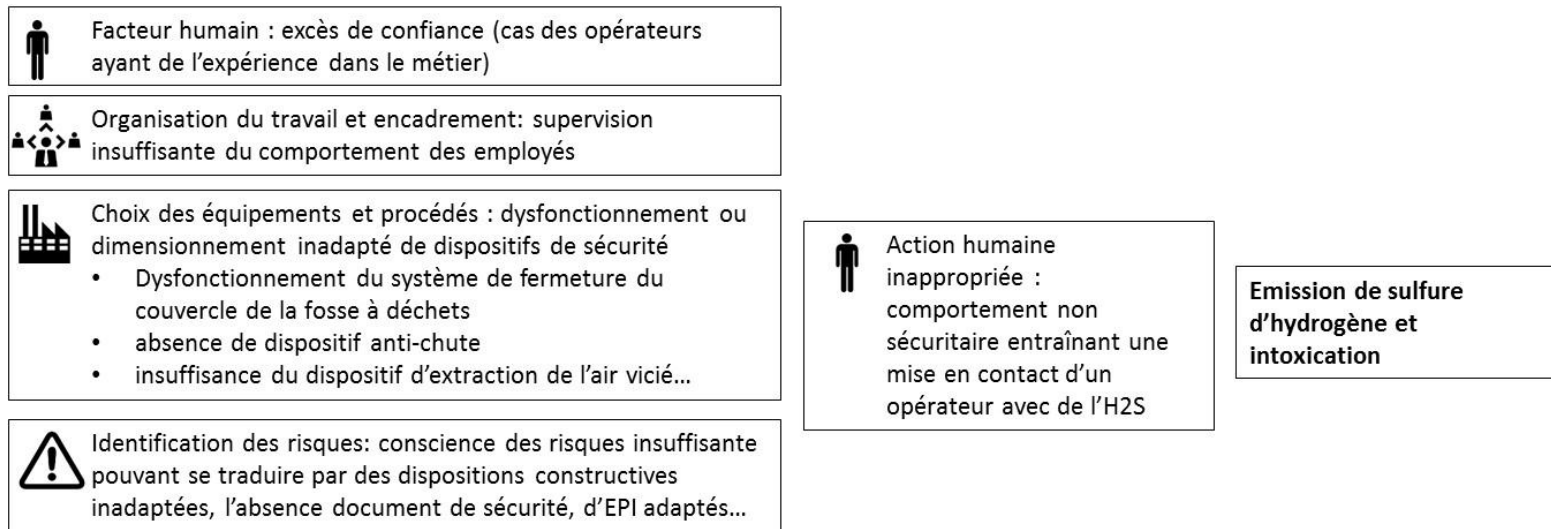 Facteur humain : excès de confiance (cas des opérateurs
ayant de l’expérience dans le métier)
Organisation du travail et encadrement: supervision
insuffisante du comportement des employés
Choix des équipements et procédés : dysfonctionnement ou
dimensionnement inadapté de dispositifs de sécurité
• Dysfonctionnement du système de fermeture du
couvercle de la fosse à déchets
• absence de dispositif anti-chute
• insuffisance du dispositif d’extraction de l’air vicié…
Identification des risques: conscience des risques insuffisante
pouvant se traduire par des dispositions constructives
inadaptées, l’absence document de sécurité, d’EPI adaptés…
Action humaine
inappropriée :
comportement non
sécuritaire entraînant une
mise en contact d’un
opérateur avec de l’H2S
Emission de sulfure
d’hydrogène et
intoxication